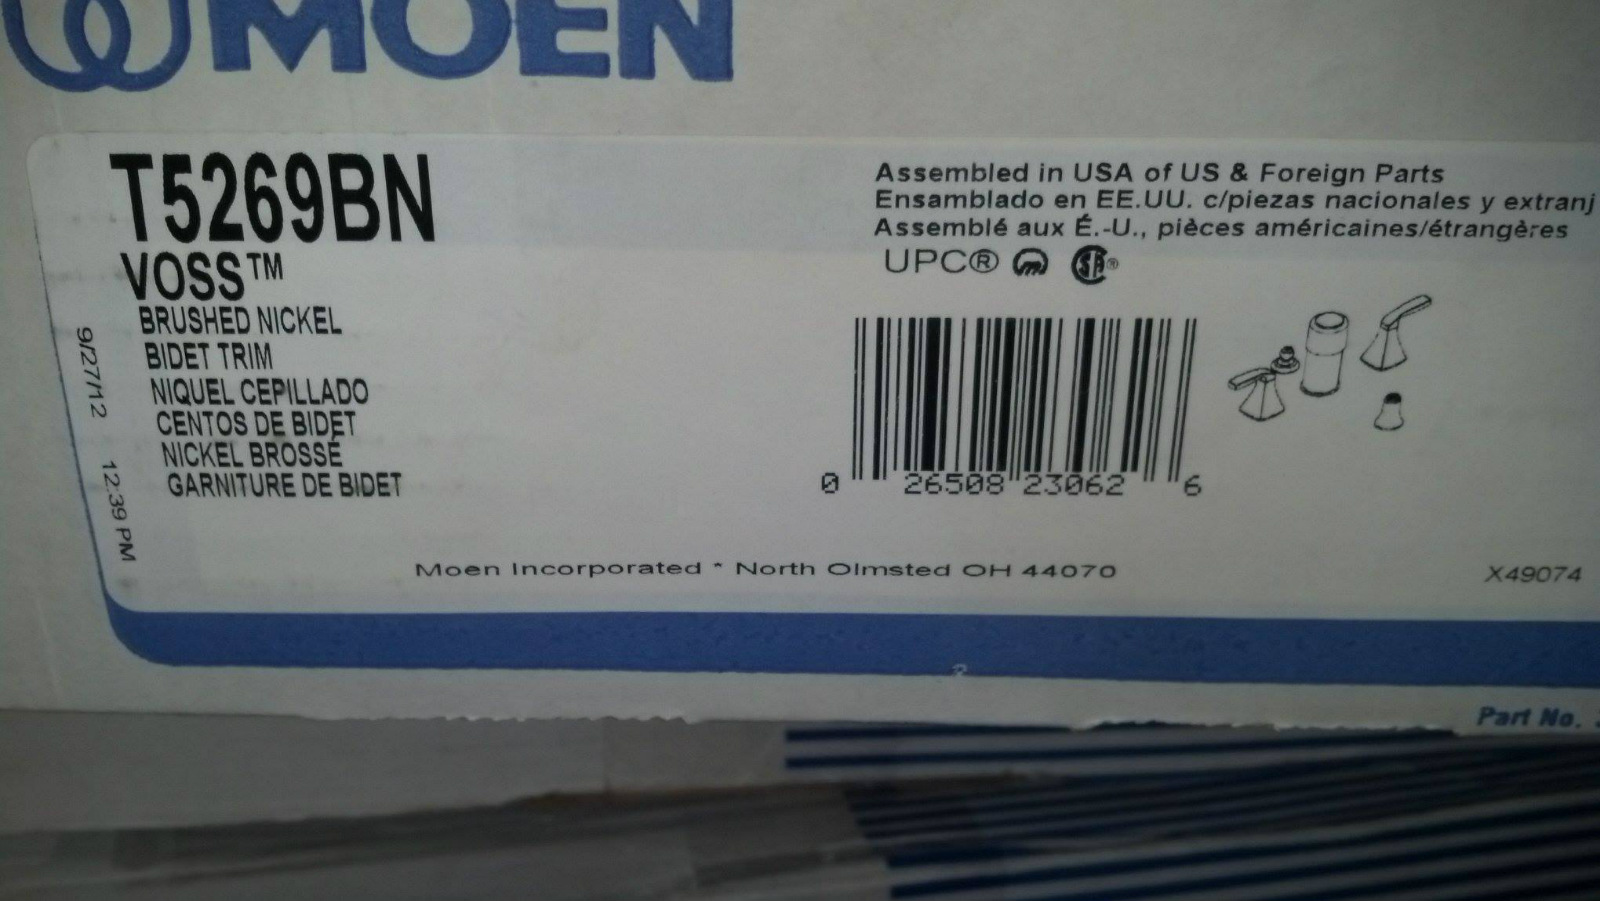 MOEN
T5269BN
VOSS™
BRUSHED NICKEL
BIDET TRIM
NIQUEL CEPILLADO
CENTOS DE BIDET
NICKEL BROSSÉ
GARNITURE DE BIDET
9/27/12 12:39 PM
Assembled in USA of US & Foreign Parts
Ensamblado en EE.UU. c/piezas nacionales y extranj
Assemblé aux É.-U., pièces américaines/étrangères
UPC® SA®
0 26508 23062 6
Moen Incorporated * North Olmsted OH 44070
X49074
Part No.